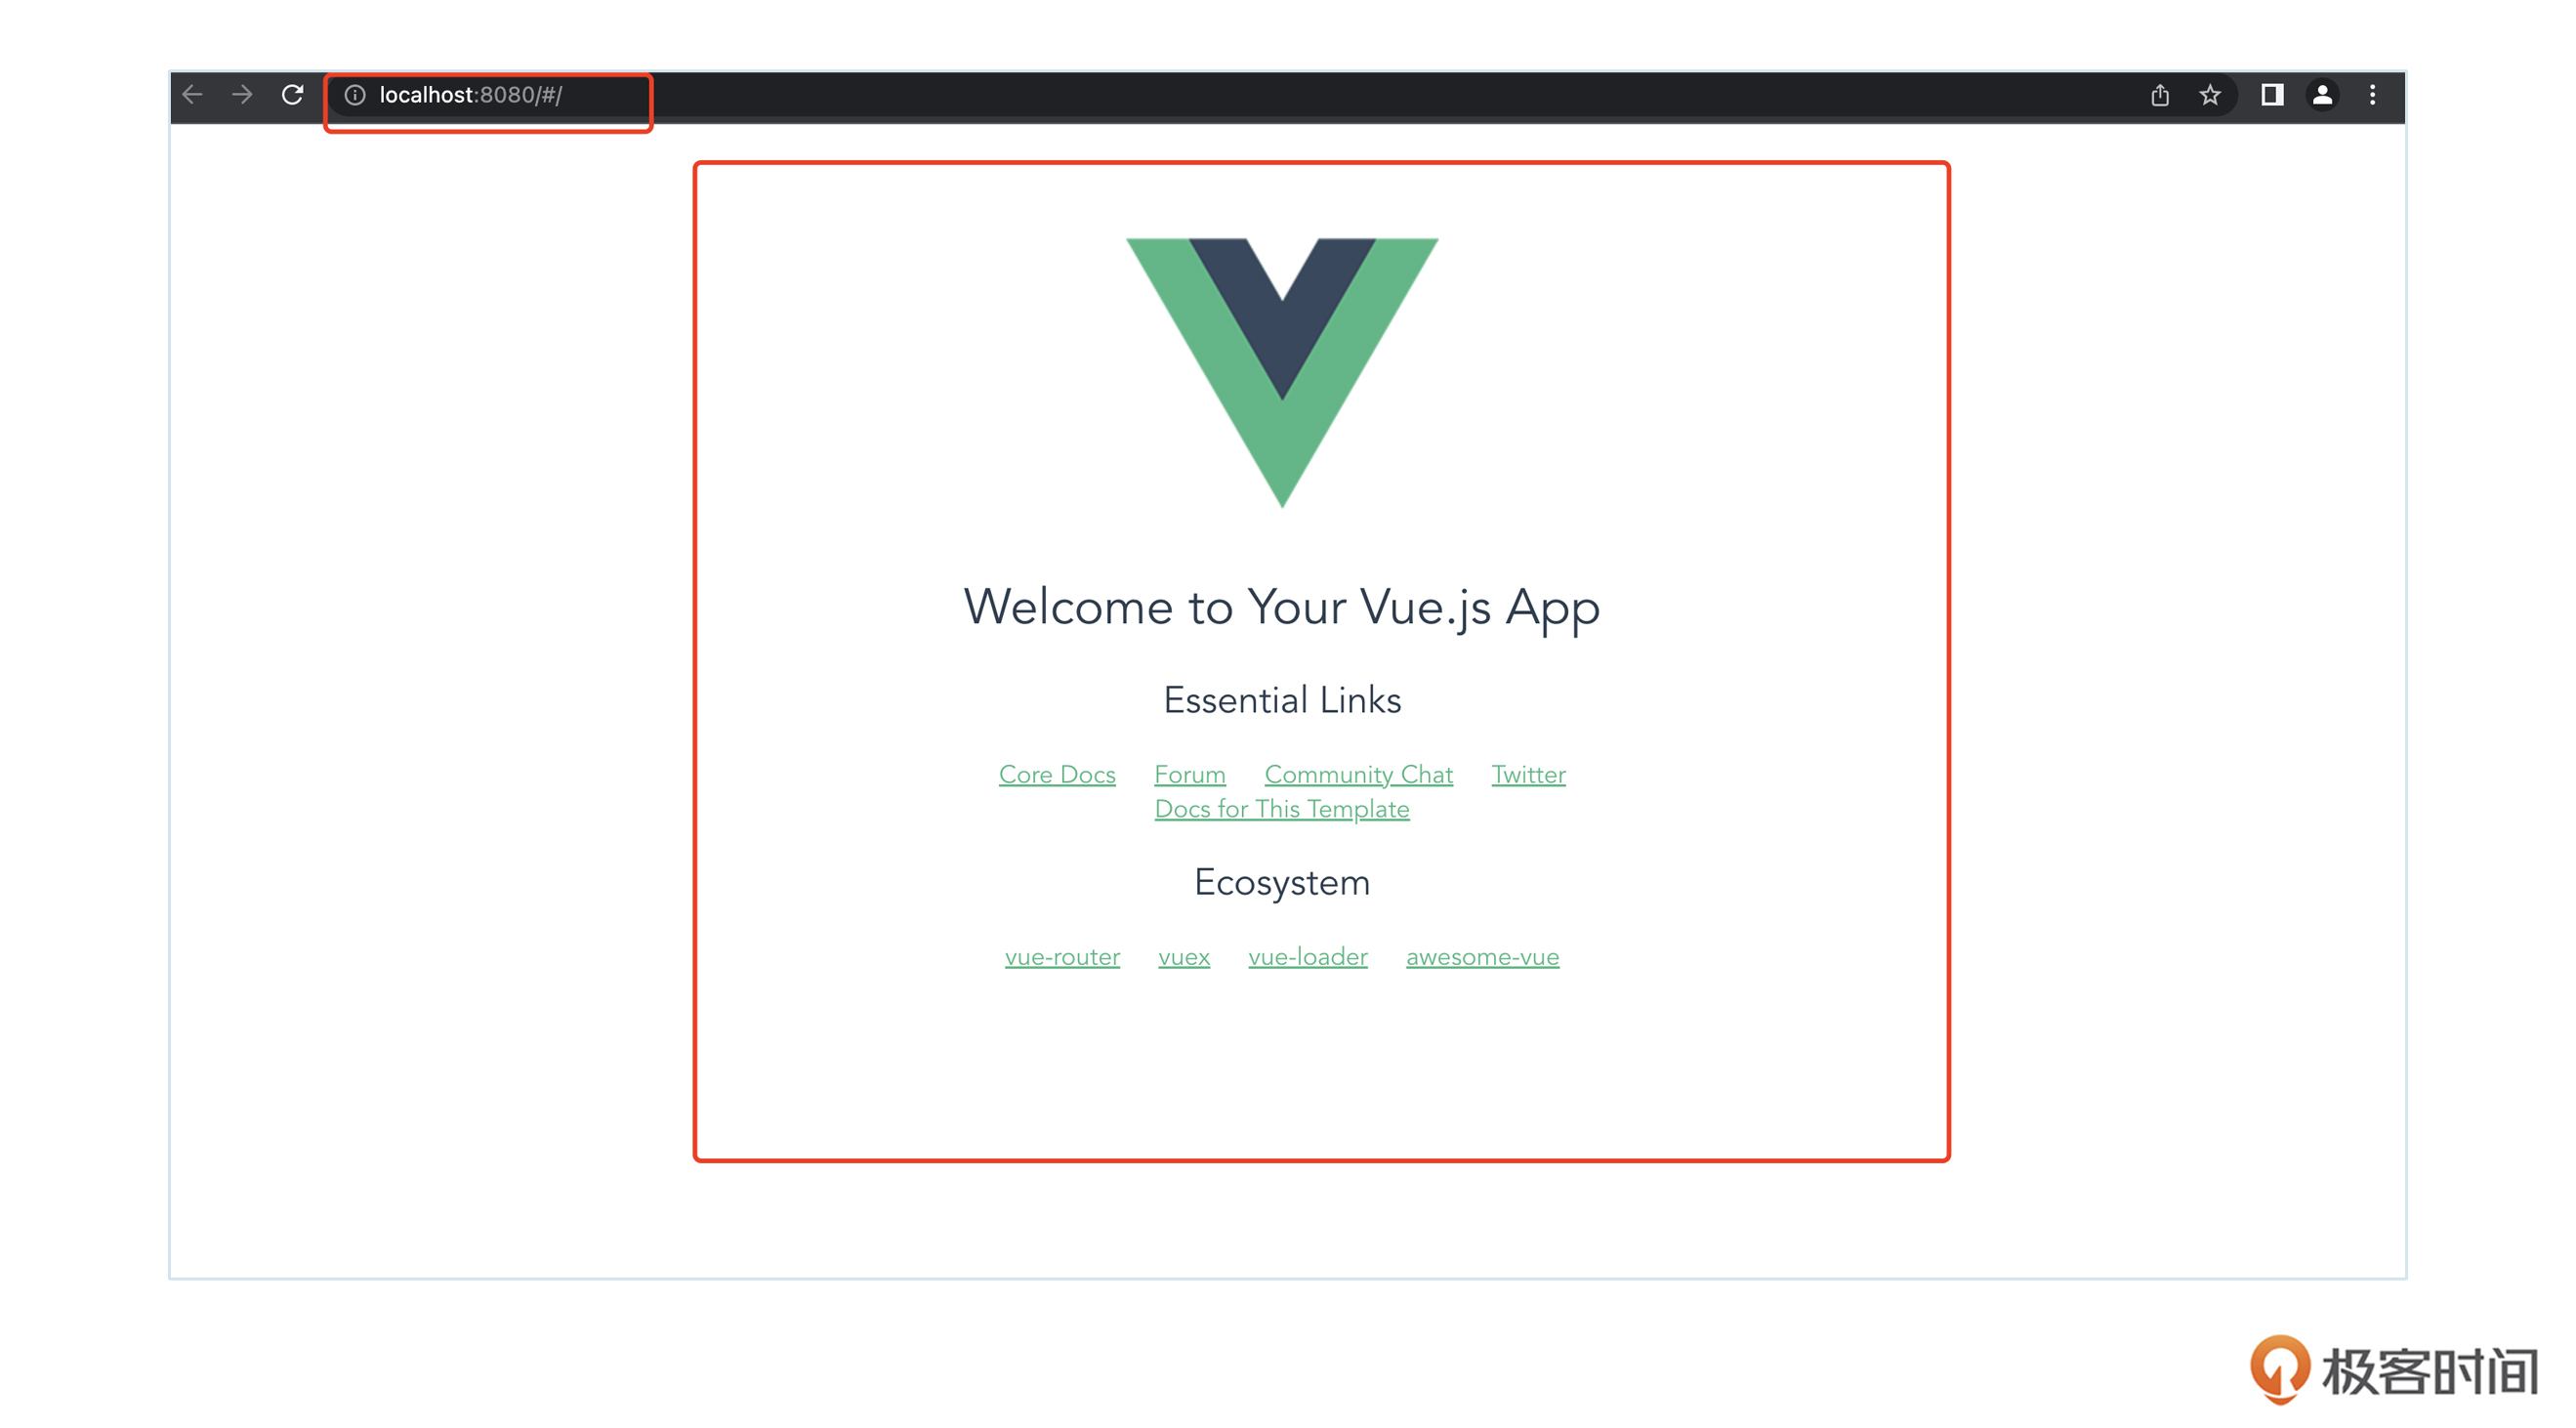 localhost:8080/#/
Welcome to Your Vue.js App
Essential Links
Core Docs Forum Community Chat Twitter
Docs for This Template
Ecosystem
vue-router vuex vue-loader awesome-vue
极客时间